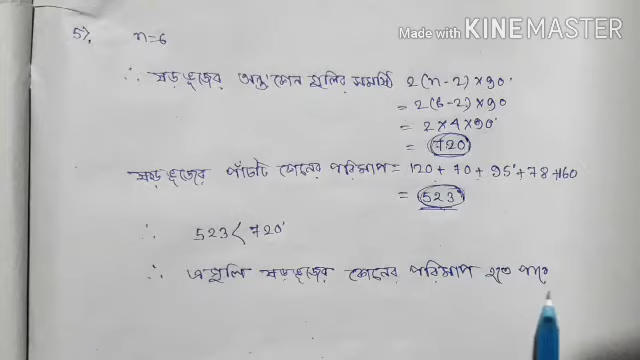 Made with KINEMASTER
5⁄, n=6
∴ ষড়ভুজের অন্তঃকোন গুলির সমষ্টি 2(n-2)×90°
= 2(6-2)×90
= 2×4×90°
= 720°
ষড়ভুজের পাঁচটি কোনের পরিমাপ = 120 + 70 + 95° + 78 + 160
= 523°
∴ 523 < 720°
∴ এগুলি ষড়ভুজের কোনের পরিমাপ হতে পারে